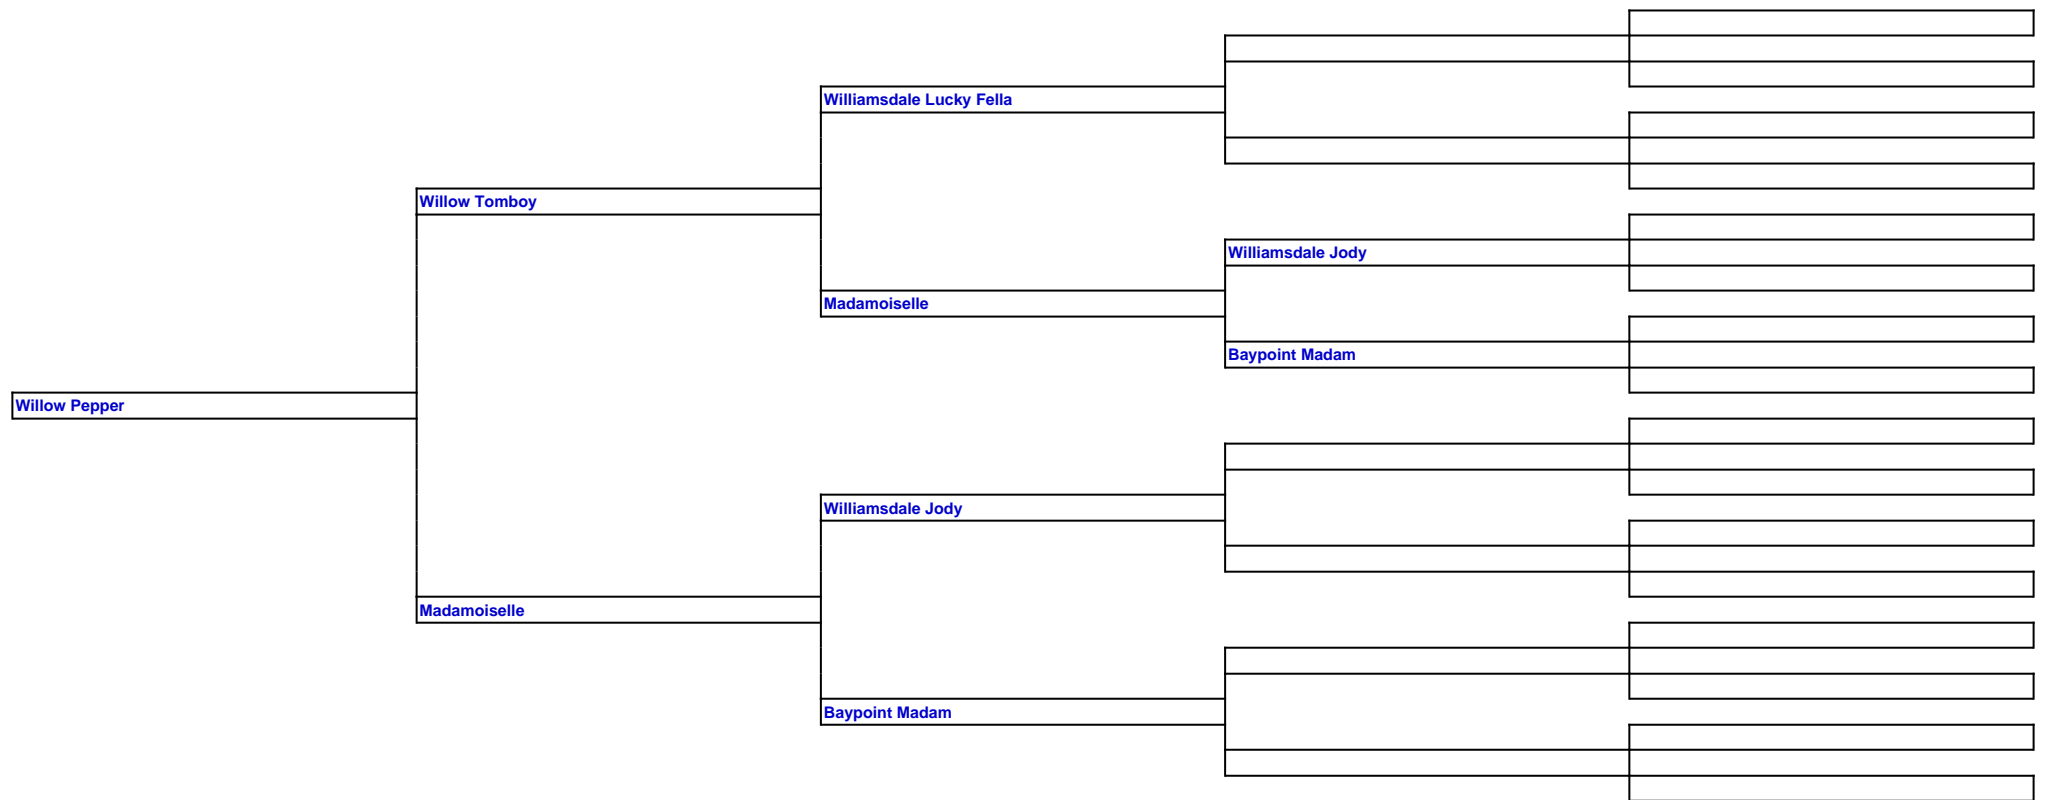 Williamsdale Lucky Fella
Willow Tomboy
Williamsdale Jody
Madamoiselle
Baypoint Madam
Willow Pepper
Williamsdale Jody
Madamoiselle
Baypoint Madam